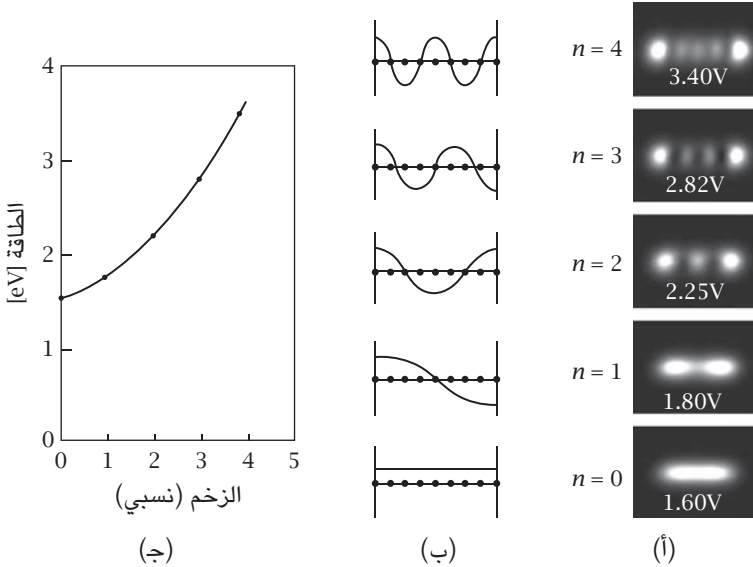 4
3
2
1
0
الطاقة [eV]
0 1 2 3 4 5
الزخم (نسبي)
(جـ)
(ب)
n = 4
n = 3
n = 2
n = 1
n = 0
3.40V
2.82V
2.25V
1.80V
1.60V
(أ)